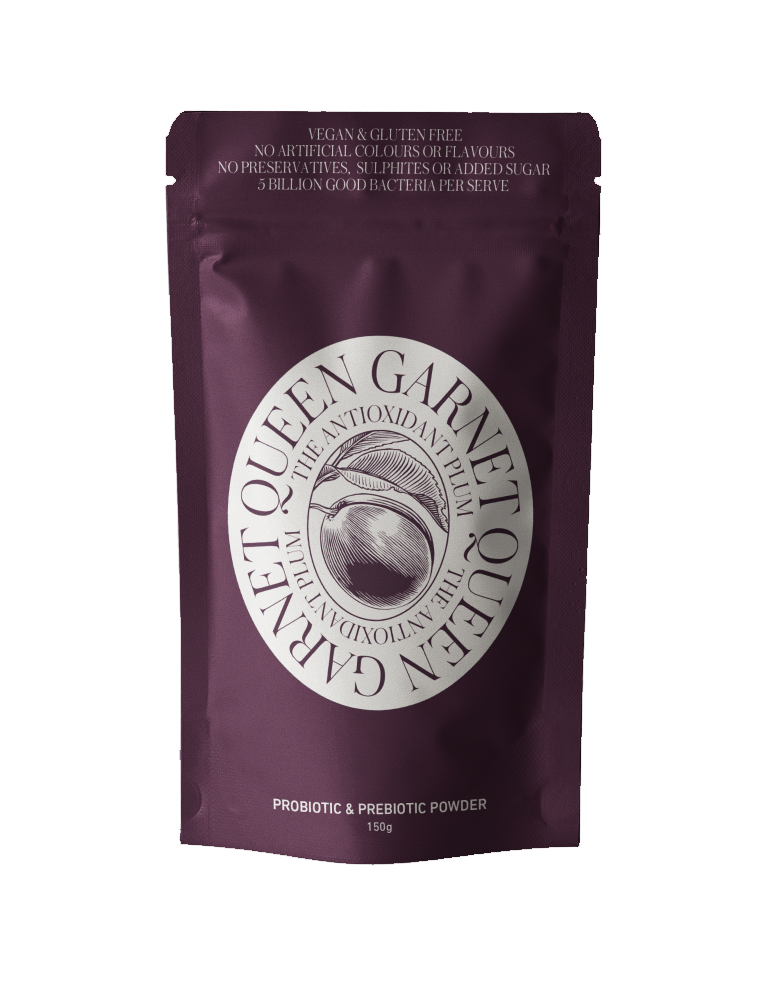 VEGAN & GLUTEN FREE
NO ARTIFICIAL COLOURS OR FLAVOURS
NO PRESERVATIVES, SULPHITES OR ADDED SUGAR
5 BILLION GOOD BACTERIA PER SERVE
QUEEN GARNET QUEEN GARNET
THE ANTIOXIDANT PLUM THE ANTIOXIDANT PLUM
PROBIOTIC & PREBIOTIC POWDER
150g